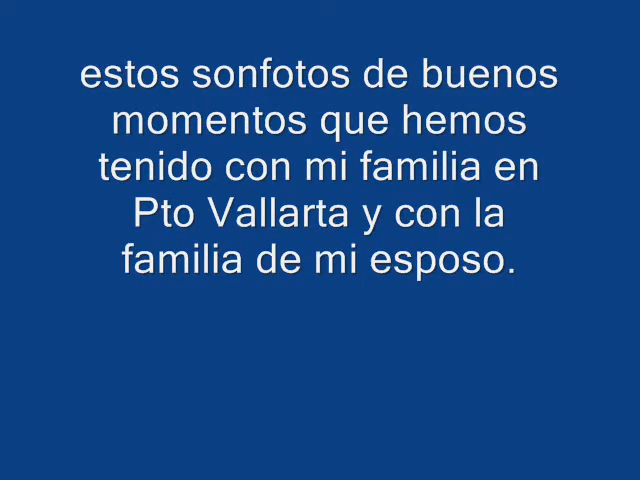 estos sonfotos de buenos
momentos que hemos
tenido con mi familia en
Pto Vallarta y con la
familia de mi esposo.